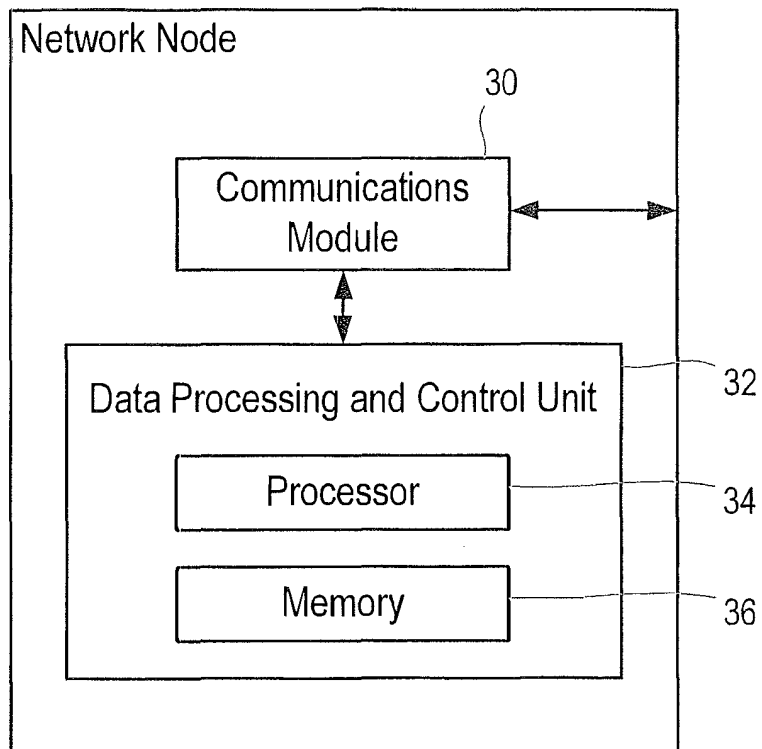 Network Node
30
Communications
Module
Data Processing and Control Unit
32
Processor
34
Memory
36